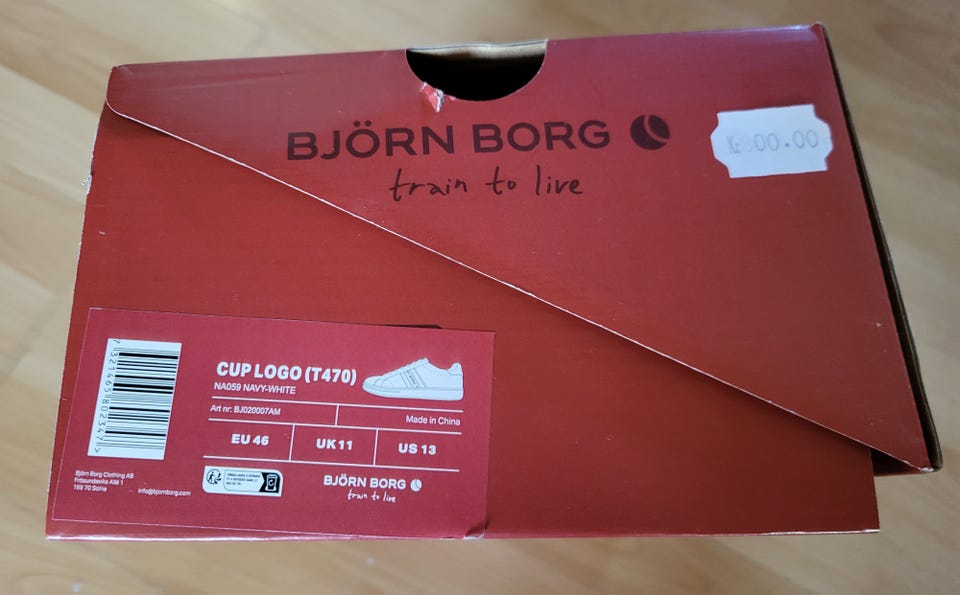 BJÖRN BORG
train to live
00.00
7321465802347>
CUP LOGO (T470)
NA059 NAVY-WHITE
Art nr: BJ020007AM
Made in China
EU 46
UK 11
US 13
Björn Borg Clothing AB
Frösundaviks Allé 1
169 70 Solna
info@bjornborg.com
BJÖRN BORG
train to live